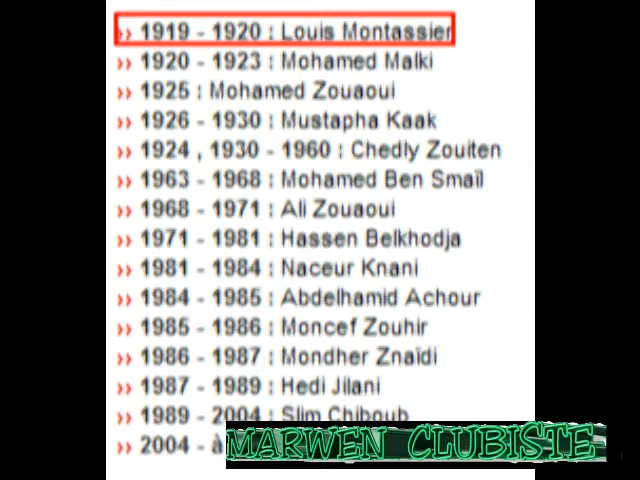 ›› 1919 - 1920 : Louis Montassier
›› 1920 - 1923 : Mohamed Malki
›› 1925 : Mohamed Zouaoui
›› 1926 - 1930 : Mustapha Kaak
›› 1924 , 1930 - 1960 : Chedly Zouiten
›› 1963 - 1968 : Mohamed Ben Smaïl
›› 1968 - 1971 : Ali Zouaoui
›› 1971 - 1981 : Hassen Belkhodja
›› 1981 - 1984 : Naceur Knani
›› 1984 - 1985 : Abdelhamid Achour
›› 1985 - 1986 : Moncef Zouhir
›› 1986 - 1987 : Mondher Znaïdi
›› 1987 - 1989 : Hedi Jilani
›› 1989 - 2004 : Slim Chiboub
›› 2004 - à
MARWEN CLUBISTE